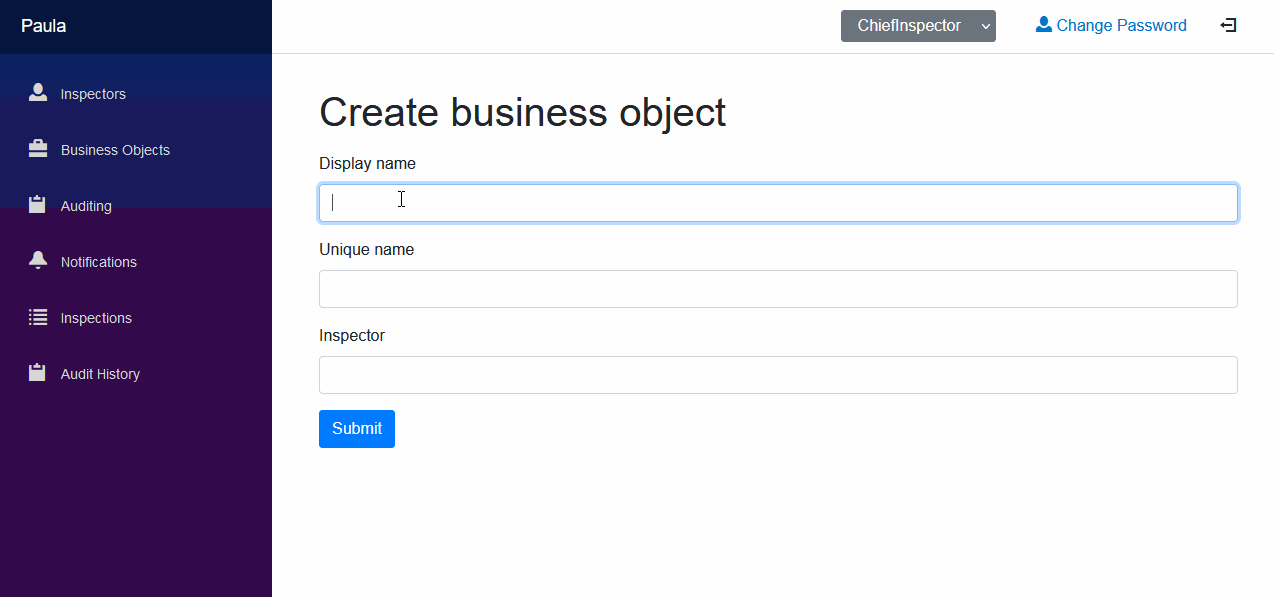 Paula
ChiefInspector
Change Password
Inspectors
Business Objects
Auditing
Notifications
Inspections
Audit History
Create business object
Display name
Unique name
Inspector
Submit